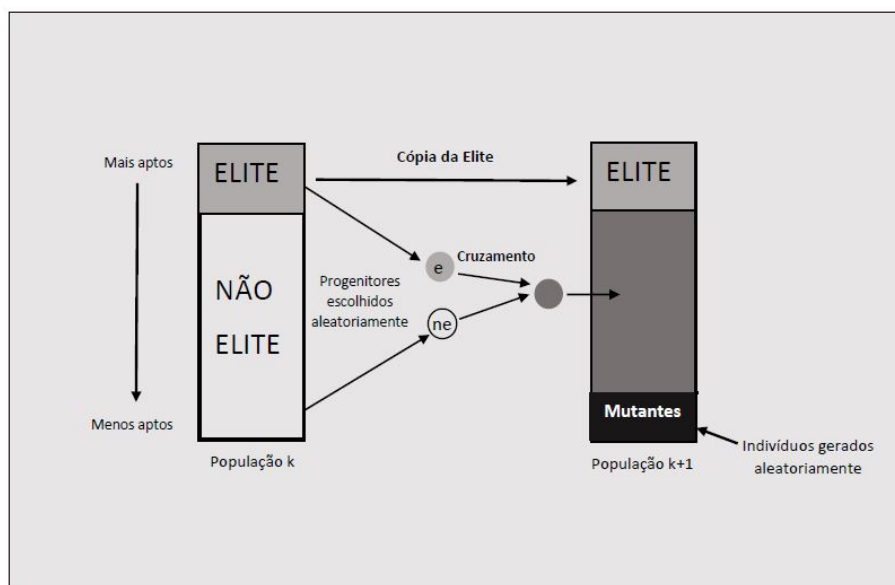 Mais aptos
ELITE
Cópia da Elite
ELITE
NÃO
ELITE
Progenitores
escolhidos
aleatoriamente
e
Cruzamento
ne
Menos aptos
Mutantes
População k
População k+1
Indivíduos gerados
aleatoriamente